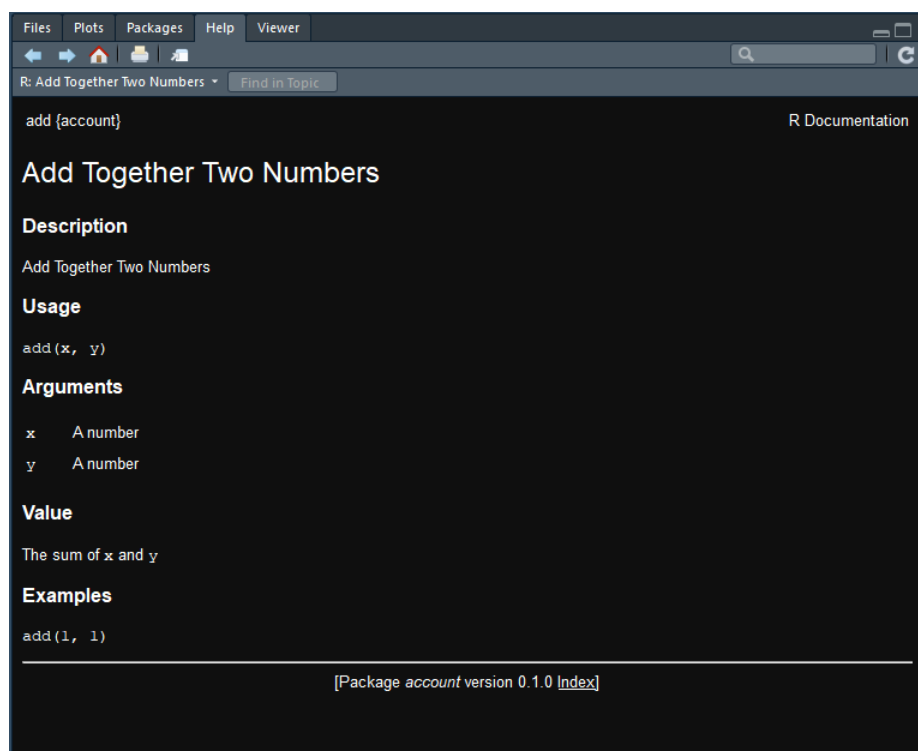 Files Plots Packages Help Viewer
R: Add Together Two Numbers Find in Topic
add {account} R Documentation
Add Together Two Numbers
Description
Add Together Two Numbers
Usage
add(x, y)
Arguments
x A number
y A number
Value
The sum of x and y
Examples
add(1, 1)
[Package account version 0.1.0 Index]